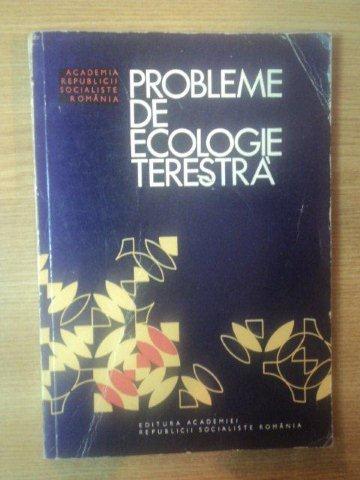 ACADEMIA
REPUBLICII
SOCIALISTE
ROMÂNIA
PROBLEME
DE
ECOLOGIE
TERESTRĂ
EDITURA ACADEMIEI
REPUBLICII SOCIALISTE ROMÂNIA